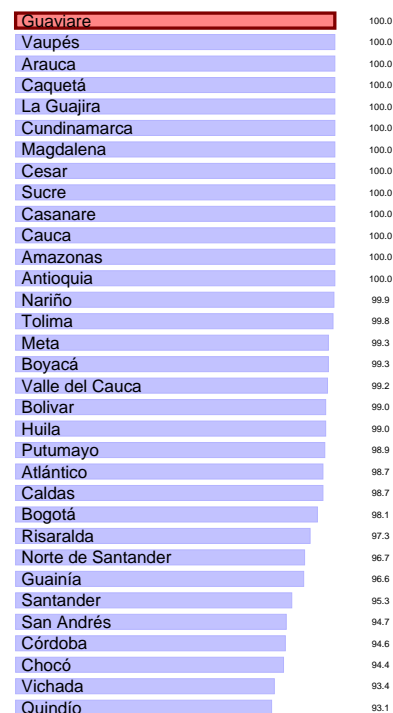 Guaviare 100.0
Vaupés 100.0
Arauca 100.0
Caquetá 100.0
La Guajira 100.0
Cundinamarca 100.0
Magdalena 100.0
Cesar 100.0
Sucre 100.0
Casanare 100.0
Cauca 100.0
Amazonas 100.0
Antioquia 100.0
Nariño 99.9
Tolima 99.8
Meta 99.3
Boyacá 99.3
Valle del Cauca 99.2
Bolivar 99.0
Huila 99.0
Putumayo 98.9
Atlántico 98.7
Caldas 98.7
Bogotá 98.1
Risaralda 97.3
Norte de Santander 96.7
Guainía 96.6
Santander 95.3
San Andrés 94.7
Córdoba 94.6
Chocó 94.4
Vichada 93.4
Quindío 93.1